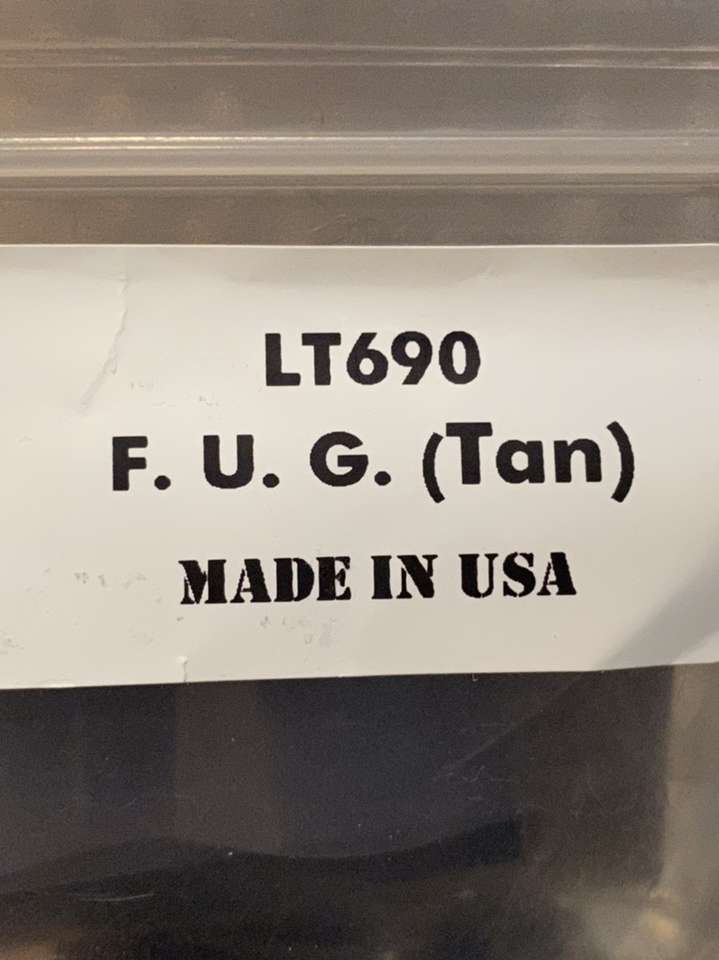 LT690
F. U. G. (Tan)
MADE IN USA